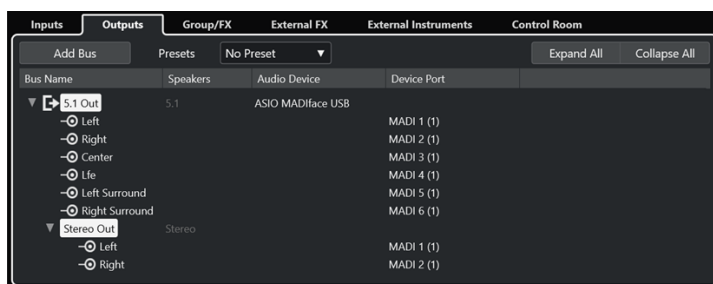 Inputs Outputs Group/FX External FX External Instruments Control Room
Add Bus Presets No Preset Expand All Collapse All
Bus Name Speakers Audio Device Device Port
5.1 Out 5.1 ASIO MADIface USB
Left MADI 1 (1)
Right MADI 2 (1)
Center MADI 3 (1)
Lfe MADI 4 (1)
Left Surround MADI 5 (1)
Right Surround MADI 6 (1)
Stereo Out Stereo
Left MADI 1 (1)
Right MADI 2 (1)